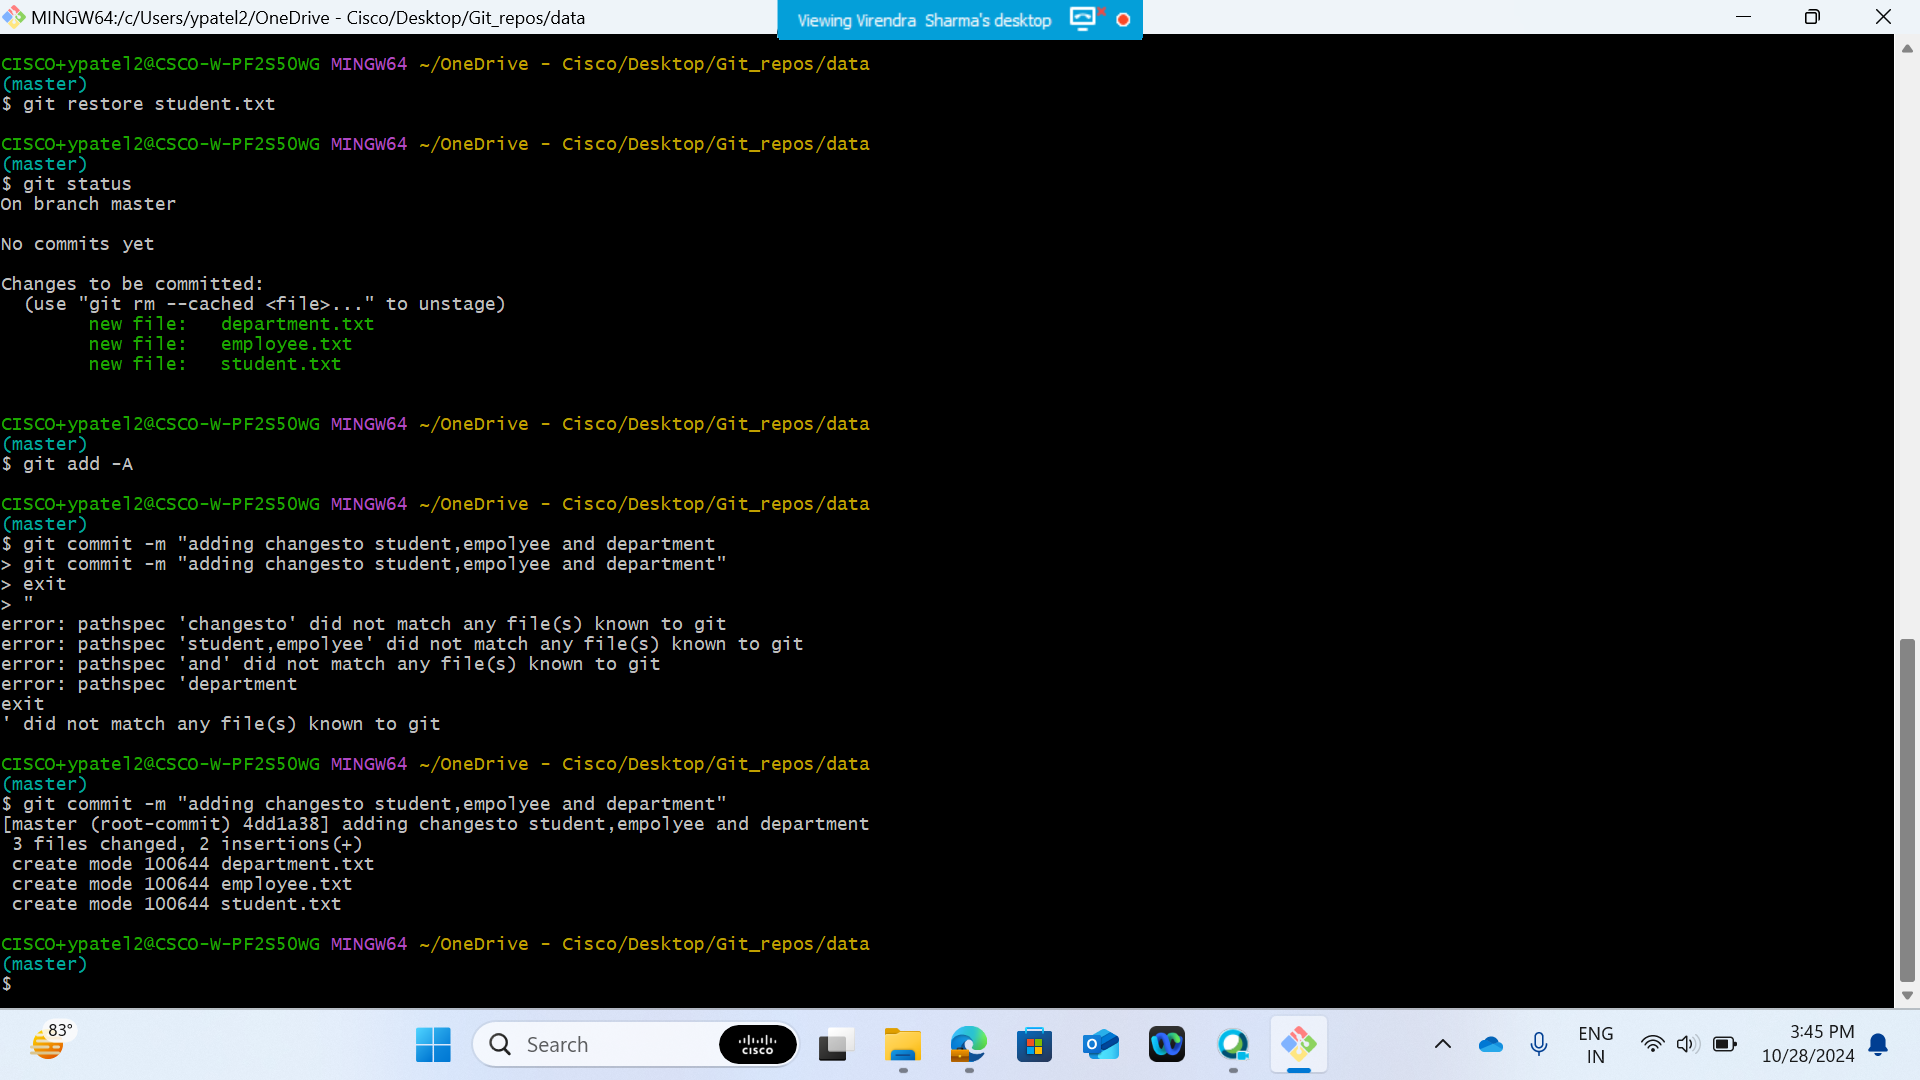 MINGW64:/c/Users/ypatel2/OneDrive - Cisco/Desktop/Git_repos/data
Viewing Virendra Sharma's desktop
CISCO+ypatel2@CSCO-W-PF2S5OWG MINGW64 ~/OneDrive - Cisco/Desktop/Git_repos/data
(master)
$ git restore student.txt
CISCO+ypatel2@CSCO-W-PF2S5OWG MINGW64 ~/OneDrive - Cisco/Desktop/Git_repos/data
(master)
$ git status
On branch master
No commits yet
Changes to be committed:
(use "git rm --cached <file>..." to unstage)
new file:   department.txt
new file:   employee.txt
new file:   student.txt
CISCO+ypatel2@CSCO-W-PF2S5OWG MINGW64 ~/OneDrive - Cisco/Desktop/Git_repos/data
(master)
$ git add -A
CISCO+ypatel2@CSCO-W-PF2S5OWG MINGW64 ~/OneDrive - Cisco/Desktop/Git_repos/data
(master)
$ git commit -m "adding changesto student,empolyee and department
> git commit -m "adding changesto student,empolyee and department"
> exit
> "
error: pathspec 'changesto' did not match any file(s) known to git
error: pathspec 'student,empolyee' did not match any file(s) known to git
error: pathspec 'and' did not match any file(s) known to git
error: pathspec 'department
exit
' did not match any file(s) known to git
CISCO+ypatel2@CSCO-W-PF2S5OWG MINGW64 ~/OneDrive - Cisco/Desktop/Git_repos/data
(master)
$ git commit -m "adding changesto student,empolyee and department"
[master (root-commit) 4dd1a38] adding changesto student,empolyee and department
3 files changed, 2 insertions(+)
create mode 100644 department.txt
create mode 100644 employee.txt
create mode 100644 student.txt
CISCO+ypatel2@CSCO-W-PF2S5OWG MINGW64 ~/OneDrive - Cisco/Desktop/Git_repos/data
(master)
$
83°
Search
CISCO
ENG
IN
3:45 PM
10/28/2024